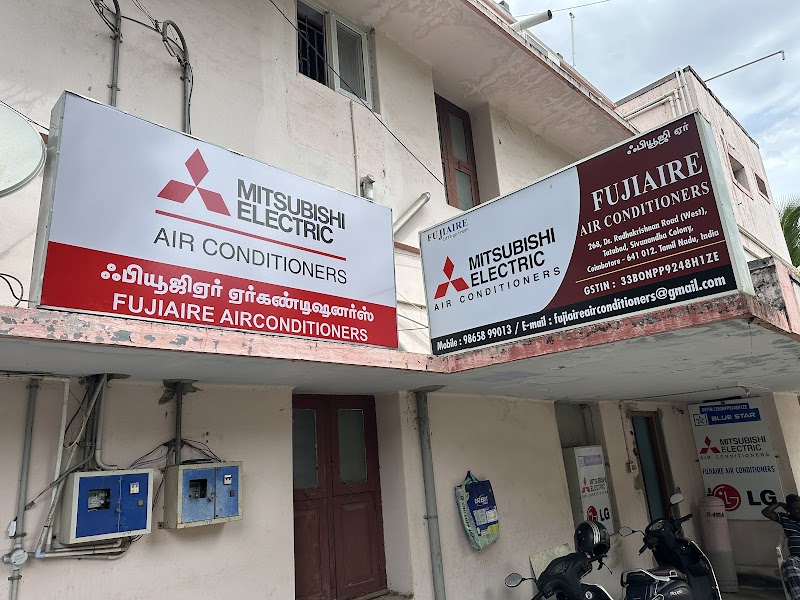 MITSUBISHI
ELECTRIC
AIR CONDITIONERS
ஃபியூஜிஏர் ஏர்கண்டிஷனர்ஸ்
FUJIAIRE AIRCONDITIONERS
FUJIAIRE
MITSUBISHI
ELECTRIC
AIR CONDITIONERS
ஃபியூஜி ஏர்
FUJIAIRE
AIR CONDITIONERS
268, Dr. Radhakrishnan Road (West),
Tatabad, Sivanandha Colony,
Coimbatore - 641 012. Tamil Nadu, India
GSTIN : 33BONPP9248H1ZE
Mobile : 98658 99013 / E-mail : fujiaireairconditioners@gmail.com
BLUE STAR
MITSUBISHI
ELECTRIC
AIR CONDITIONERS
FUJIAIRE AIR CONDITIONERS
LG
MITSUBISHI
ELECTRIC
LG